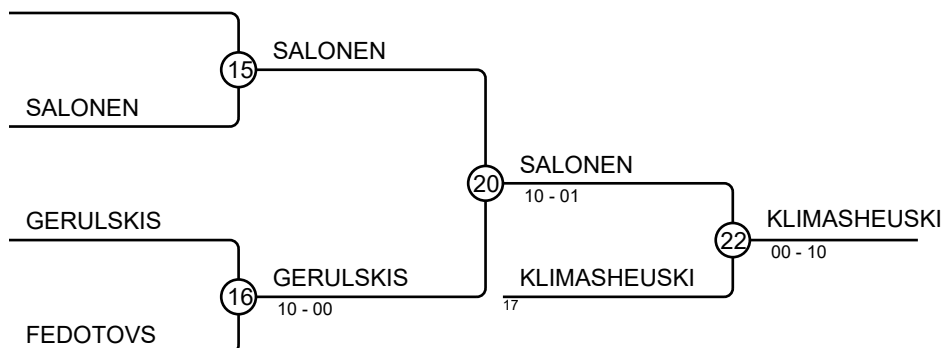 SALONEN
15
SALONEN
SALONEN
20
10 - 01
GERULSKIS
KLIMASHEUSKI
22
00 - 10
GERULSKIS
KLIMASHEUSKI
16
10 - 00
17
FEDOTOVS